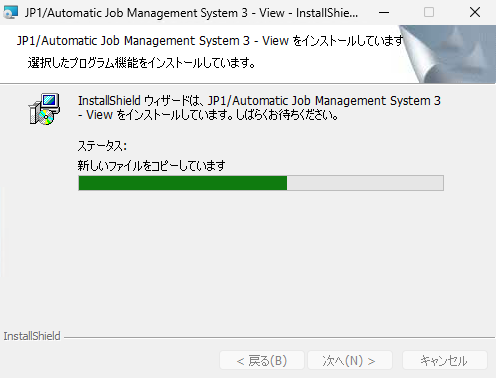 JP1/Automatic Job Management System 3 - View - InstallShie...
JP1/Automatic Job Management System 3 - View をインストールしています
選択したプログラム機能をインストールしています。
InstallShield ウィザードは、JP1/Automatic Job Management System 3
- View をインストールしています。しばらくお待ちください。
ステータス:
新しいファイルをコピーしています
InstallShield
< 戻る(B)
次へ(N) >
キャンセル